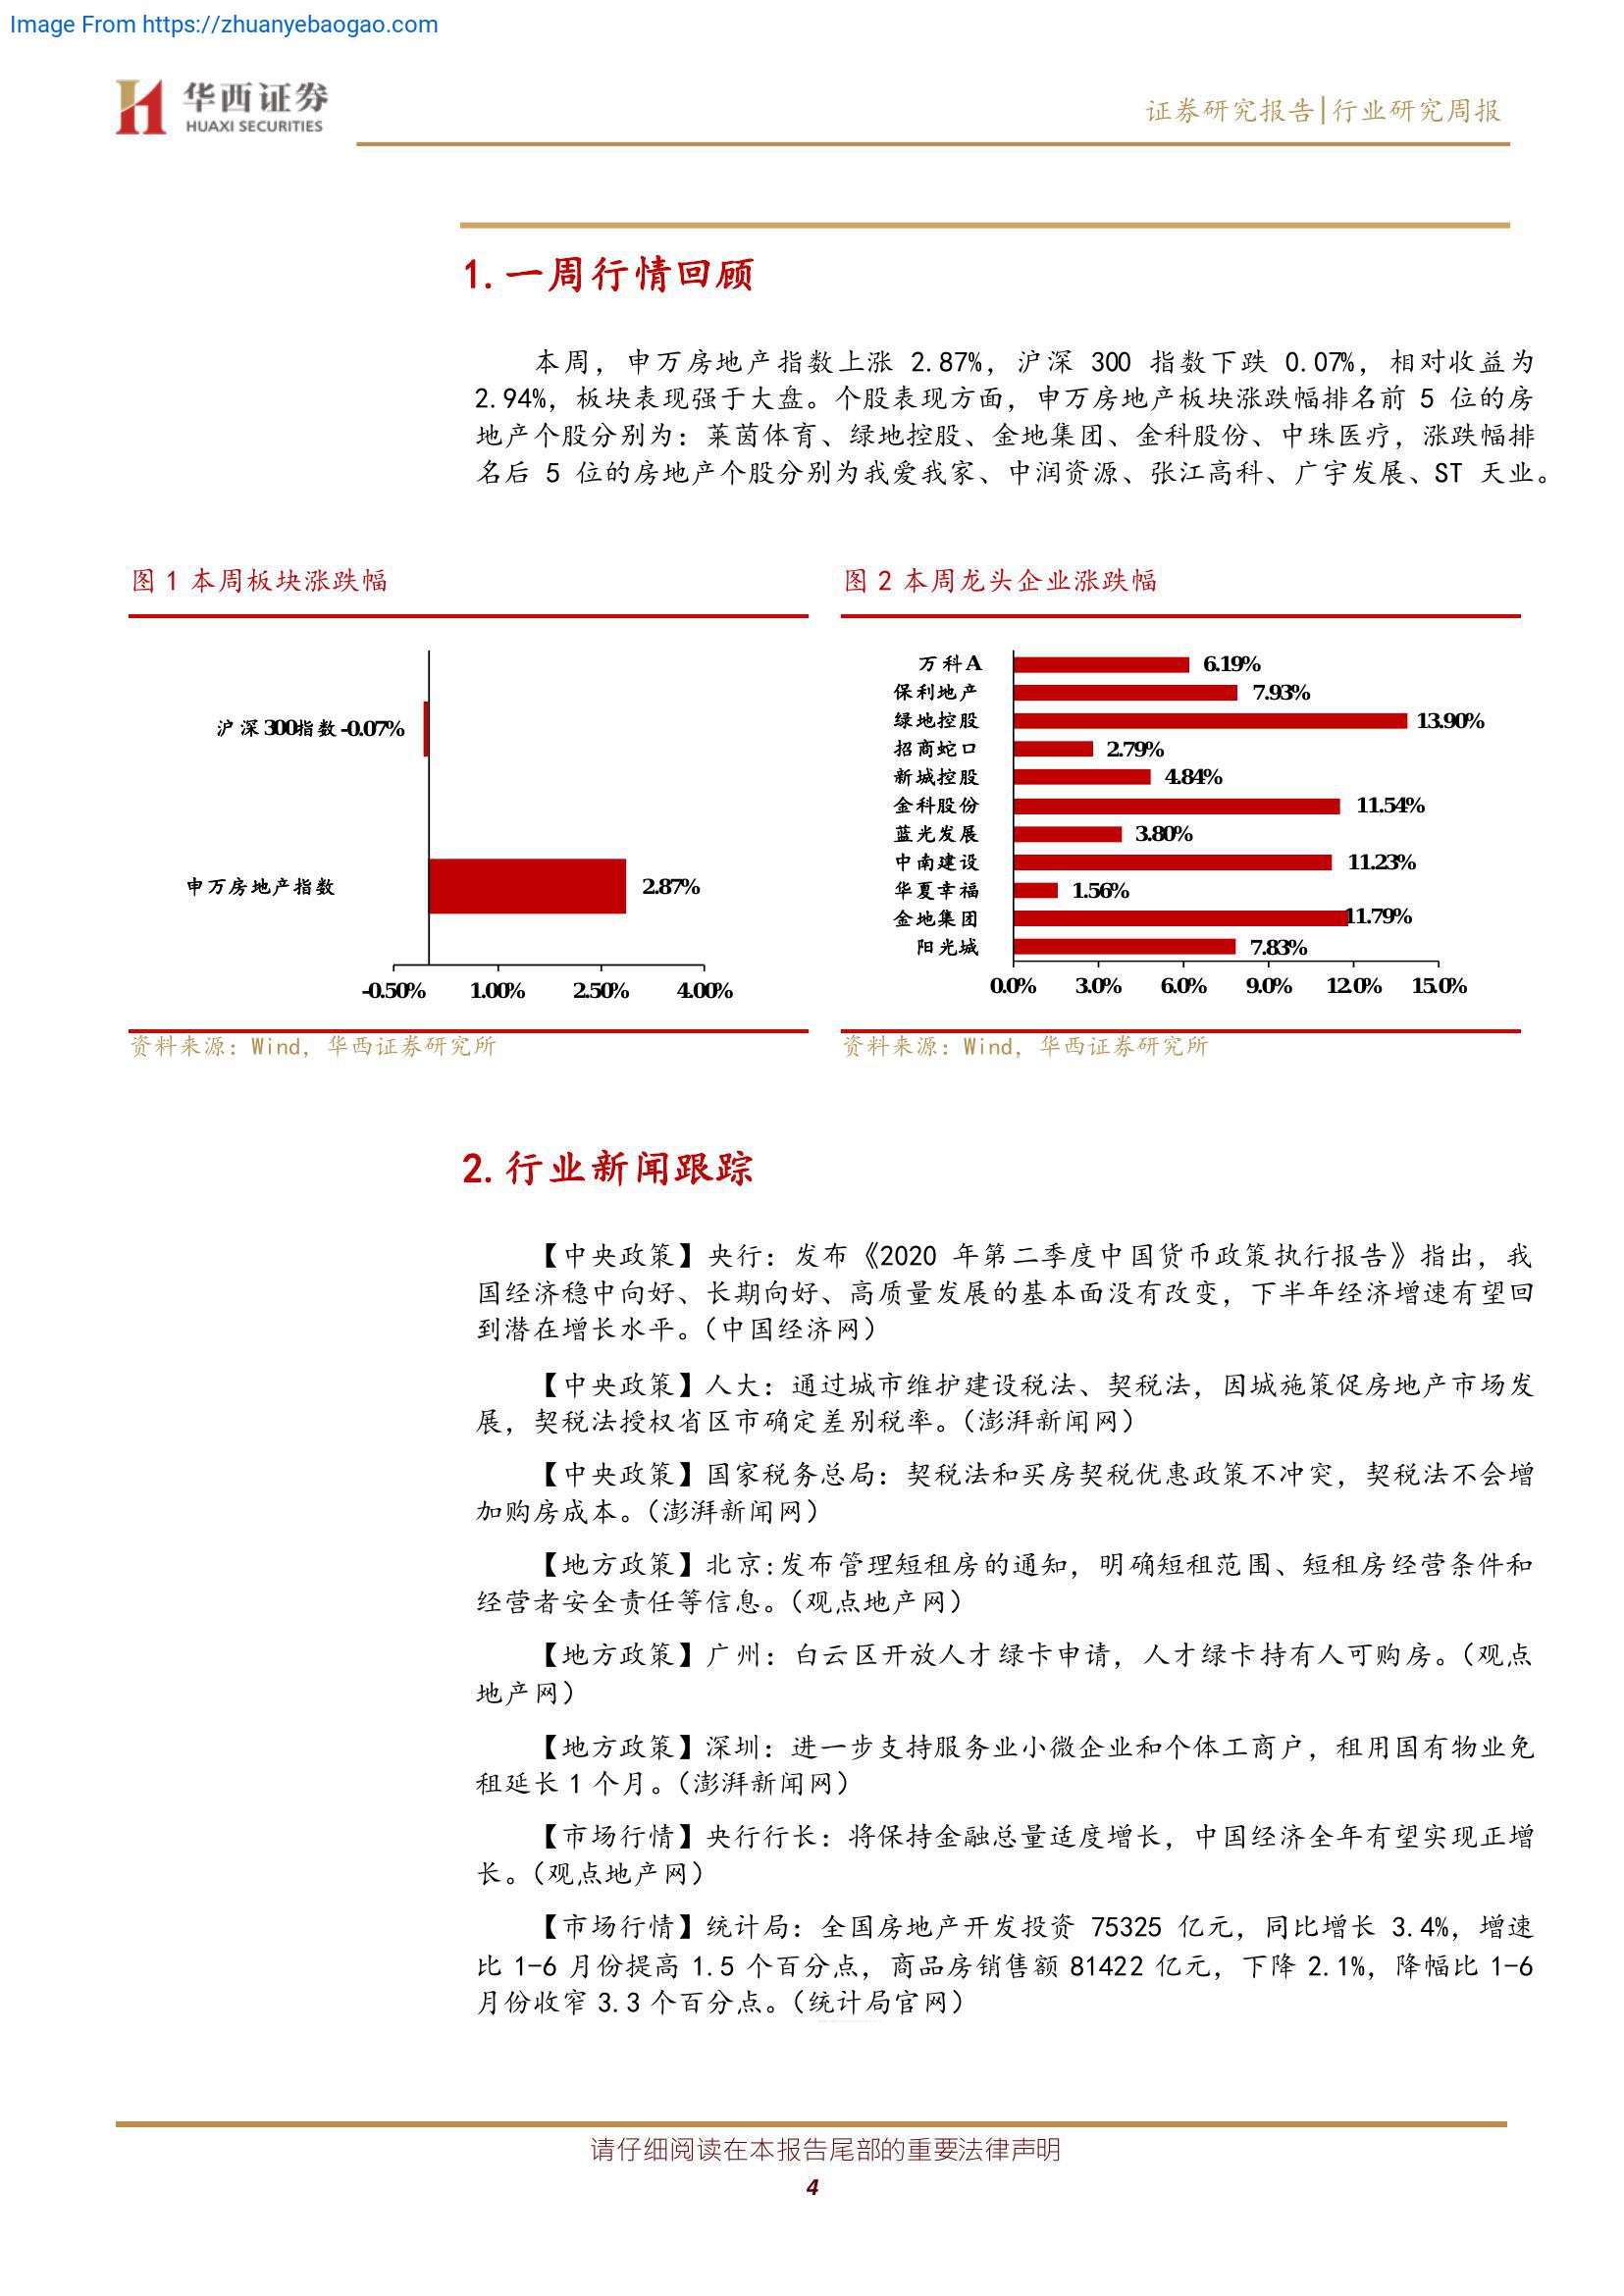 Image From https://zhuanyebaogao.com
华西证券
HUAXI SECURITIES
证券研究报告|行业研究周报
1.一周行情回顾
本周，申万房地产指数上涨 2.87%，沪深 300 指数下跌 0.07%，相对收益为
2.94%，板块表现强于大盘。个股表现方面，申万房地产板块涨跌幅排名前 5 位的房
地产个股分别为：莱茵体育、绿地控股、金地集团、金科股份、中珠医疗，涨跌幅排
名后 5 位的房地产个股分别为我爱我家、中润资源、张江高科、广宇发展、ST 天业。
图 1 本周板块涨跌幅
沪深300指数 -0.07%
申万房地产指数 2.87%
-0.50% 1.00% 2.50% 4.00%
资料来源：Wind，华西证券研究所
图 2 本周龙头企业涨跌幅
万科A 6.19%
保利地产 7.93%
绿地控股 13.90%
招商蛇口 2.79%
新城控股 4.84%
金科股份 11.54%
蓝光发展 3.80%
中南建设 11.23%
华夏幸福 1.56%
金地集团 11.79%
阳光城 7.83%
0.0% 3.0% 6.0% 9.0% 12.0% 15.0%
资料来源：Wind，华西证券研究所
2.行业新闻跟踪
【中央政策】央行：发布《2020 年第二季度中国货币政策执行报告》指出，我
国经济稳中向好、长期向好、高质量发展的基本面没有改变，下半年经济增速有望回
到潜在增长水平。（中国经济网）
【中央政策】人大：通过城市维护建设税法、契税法，因城施策促房地产市场发
展，契税法授权省区市确定差别税率。（澎湃新闻网）
【中央政策】国家税务总局：契税法和买房契税优惠政策不冲突，契税法不会增
加购房成本。（澎湃新闻网）
【地方政策】北京:发布管理短租房的通知，明确短租范围、短租房经营条件和
经营者安全责任等信息。（观点地产网）
【地方政策】广州：白云区开放人才绿卡申请，人才绿卡持有人可购房。（观点
地产网）
【地方政策】深圳：进一步支持服务业小微企业和个体工商户，租用国有物业免
租延长 1 个月。（澎湃新闻网）
【市场行情】央行行长：将保持金融总量适度增长，中国经济全年有望实现正增
长。（观点地产网）
【市场行情】统计局：全国房地产开发投资 75325 亿元，同比增长 3.4%，增速
比 1-6 月份提高 1.5 个百分点，商品房销售额 81422 亿元，下降 2.1%，降幅比 1-6
月份收窄 3.3 个百分点。（统计局官网）
请仔细阅读在本报告尾部的重要法律声明
4